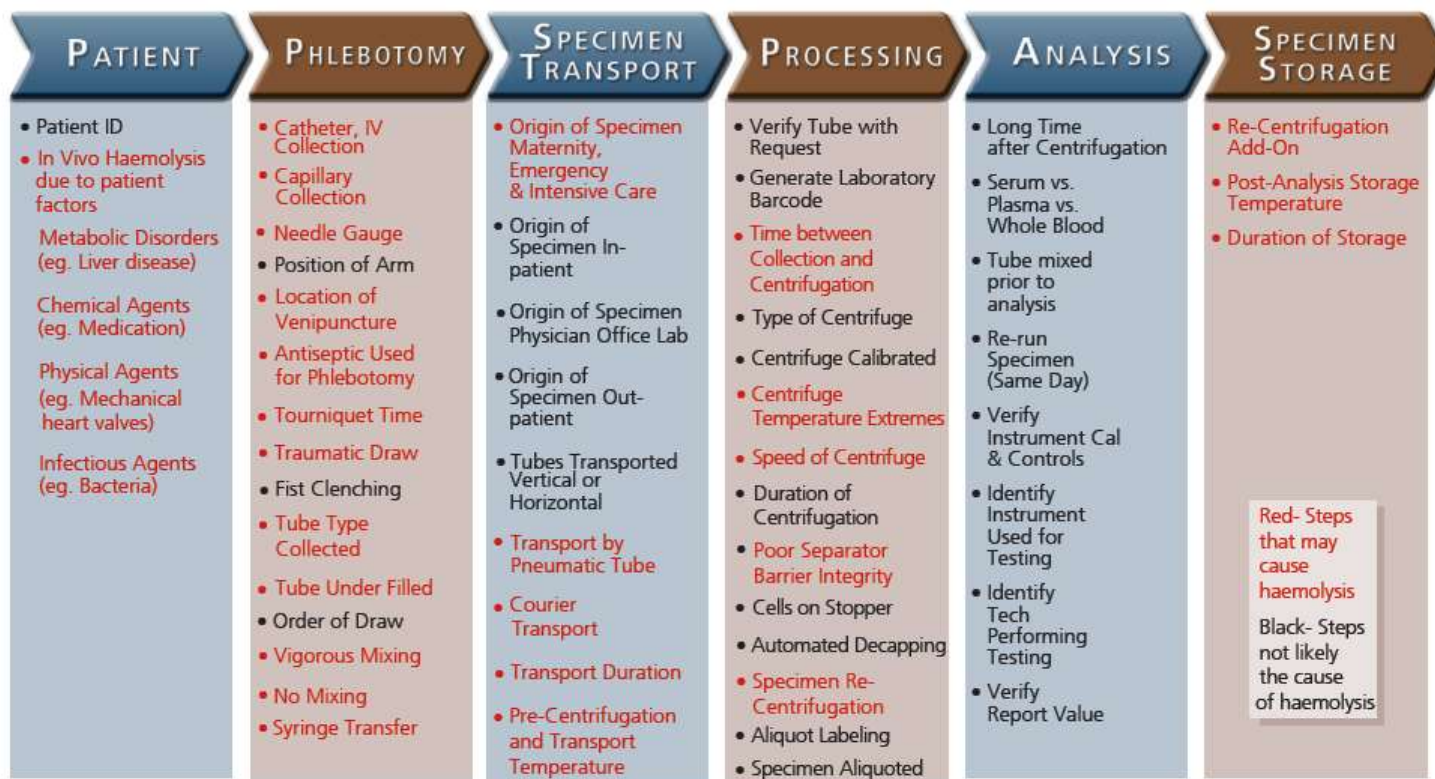 PATIENT
• Patient ID
• In Vivo Haemolysis
due to patient
factors
Metabolic Disorders
(eg. Liver disease)
Chemical Agents
(eg. Medication)
Physical Agents
(eg. Mechanical
heart valves)
Infectious Agents
(eg. Bacteria)
PHLEBOTOMY
• Catheter, IV
Collection
• Capillary
Collection
• Needle Gauge
• Position of Arm
• Location of
Venipuncture
• Antiseptic Used
for Phlebotomy
• Tourniquet Time
• Traumatic Draw
• Fist Clenching
• Tube Type
Collected
• Tube Under Filled
• Order of Draw
• Vigorous Mixing
• No Mixing
• Syringe Transfer
SPECIMEN
TRANSPORT
• Origin of Specimen
Maternity,
Emergency
& Intensive Care
• Origin of
Specimen In-
patient
• Origin of Specimen
Physician Office Lab
• Origin of
Specimen Out-
patient
• Tubes Transported
Vertical or
Horizontal
• Transport by
Pneumatic Tube
• Courier
Transport
• Transport Duration
• Pre-Centrifugation
and Transport
Temperature
PROCESSING
• Verify Tube with
Request
• Generate Laboratory
Barcode
• Time between
Collection and
Centrifugation
• Type of Centrifuge
• Centrifuge Calibrated
• Centrifuge
Temperature Extremes
• Speed of Centrifuge
• Duration of
Centrifugation
• Poor Separator
Barrier Integrity
• Cells on Stopper
• Automated Decapping
• Specimen Re-
Centrifugation
• Aliquot Labeling
• Specimen Aliquoted
ANALYSIS
• Long Time
after Centrifugation
• Serum vs.
Plasma vs.
Whole Blood
• Tube mixed
prior to
analysis
• Re-run
Specimen
(Same Day)
• Verify
Instrument Cal
& Controls
• Identify
Instrument
Used for
Testing
• Identify
Tech
Performing
Testing
• Verify
Report Value
SPECIMEN
STORAGE
• Re-Centrifugation
Add-On
• Post-Analysis Storage
Temperature
• Duration of Storage
Red- Steps
that may
cause
haemolysis
Black- Steps
not likely
the cause
of haemolysis